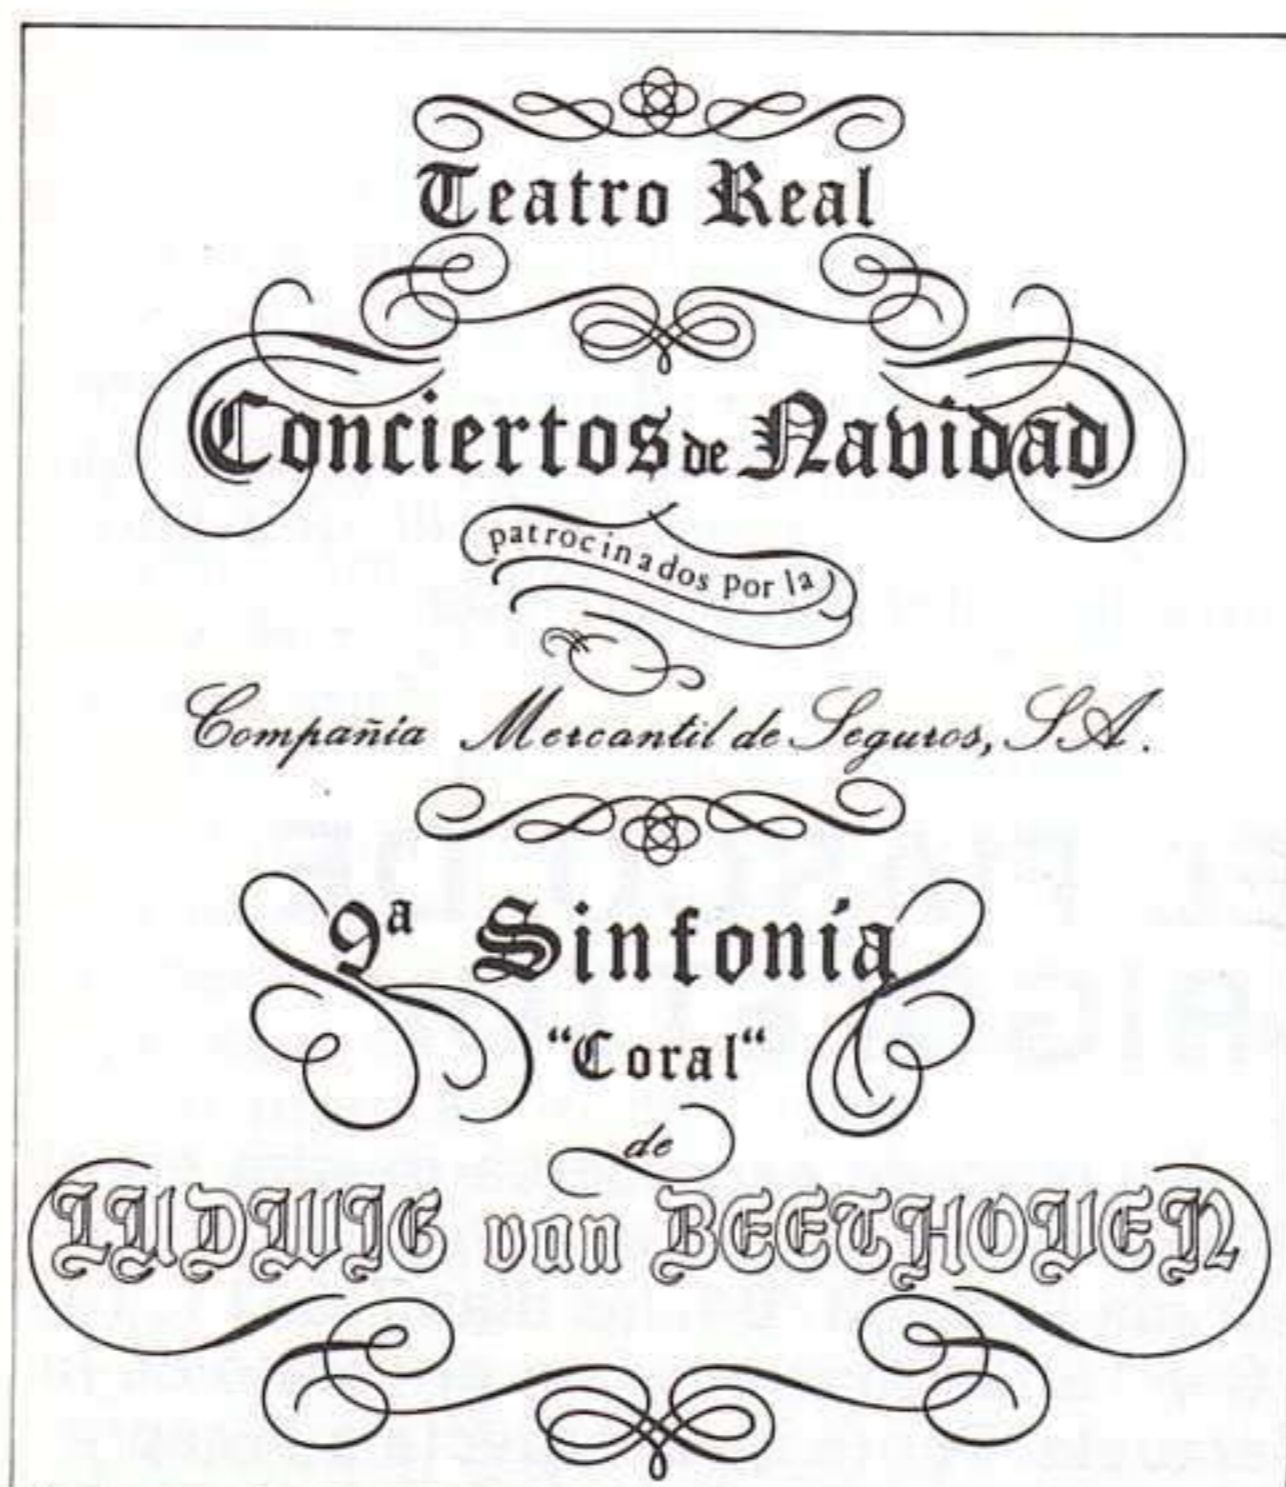 Teatro Real
Conciertos de Navidad
patrocinados por la
Compañia Mercantil de Seguros, S.A.
9ª Sinfonía
"Coral"
de
LUDWIG van BEETHOVEN